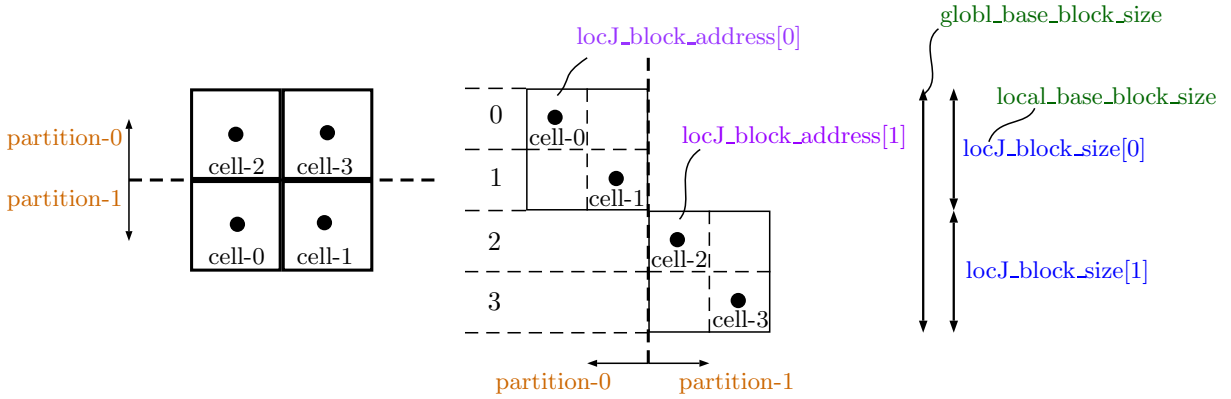 globl_base_block_size
locJ_block_address[0]
local_base_block_size
0
partition-0
cell-0
locJ_block_address[1]
locJ_block_size[0]
cell-2
cell-3
1
partition-1
cell-1
2
cell-0
cell-1
cell-2
locJ_block_size[1]
3
cell-3
partition-0
partition-1